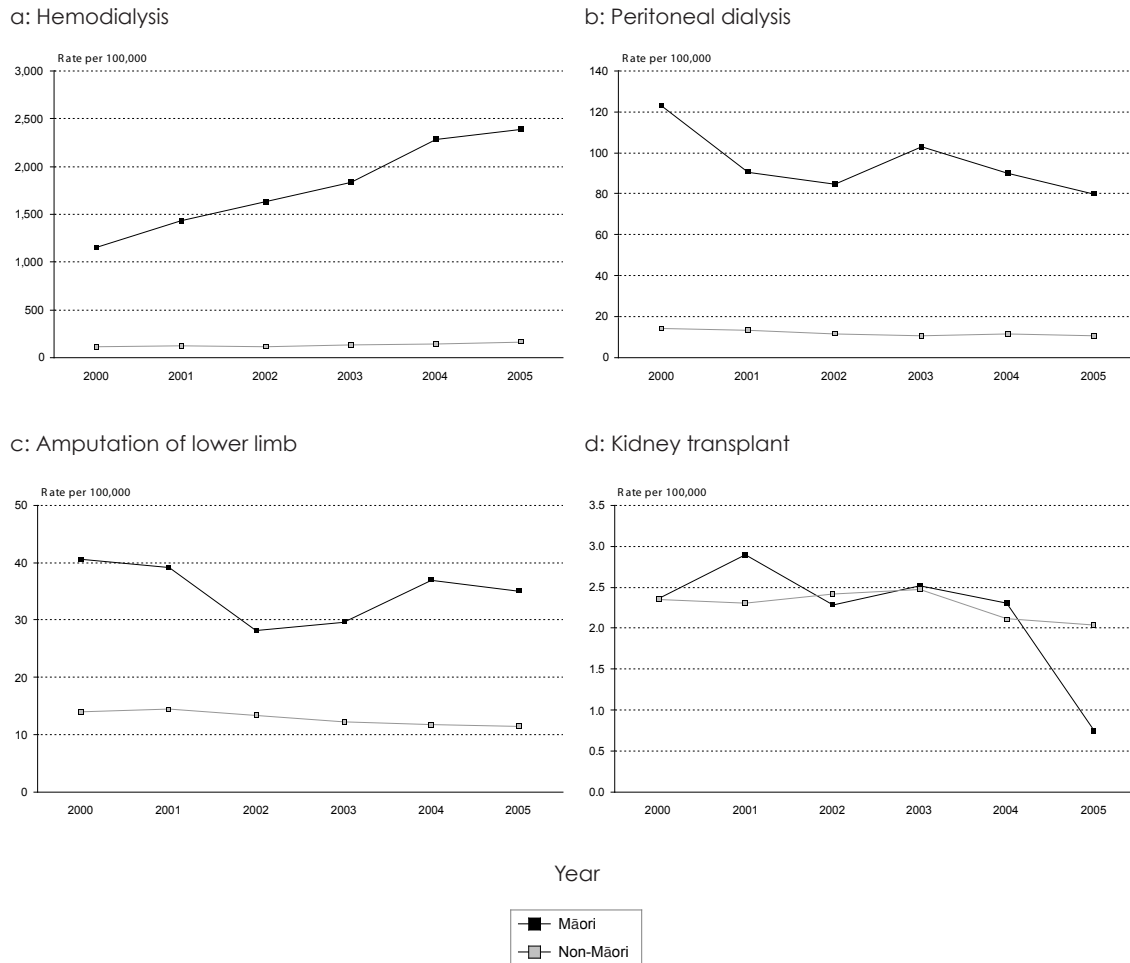 a: Hemodialysis
Rate per 100,000
3,000
2,500
2,000
1,500
1,000
500
0
2000 2001 2002 2003 2004 2005
b: Peritoneal dialysis
Rate per 100,000
140
120
100
80
60
40
20
0
2000 2001 2002 2003 2004 2005
c: Amputation of lower limb
Rate per 100,000
50
40
30
20
10
0
2000 2001 2002 2003 2004 2005
d: Kidney transplant
Rate per 100,000
3.5
3.0
2.5
2.0
1.5
1.0
0.5
0.0
2000 2001 2002 2003 2004 2005
Year
Māori
Non-Māori